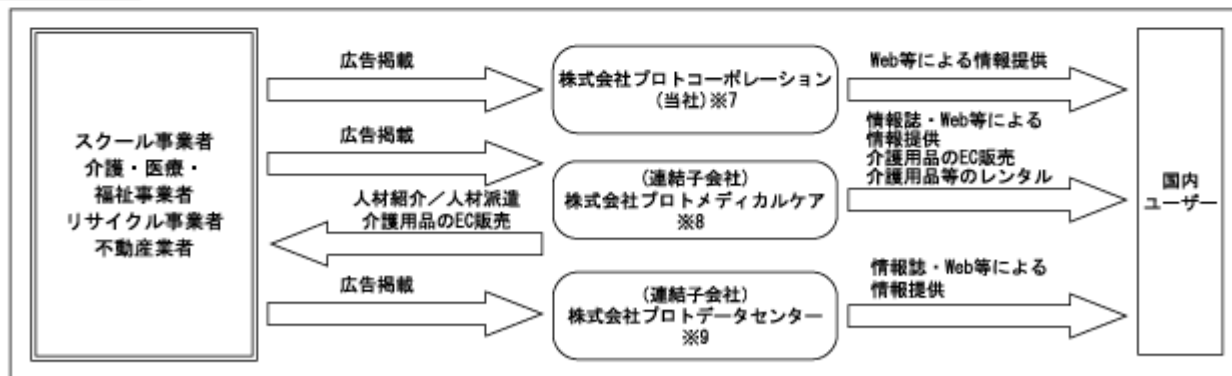 スクール事業者
介護・医療・
福祉事業者
リサイクル事業者
不動産業者
広告掲載
広告掲載
人材紹介／人材派遣
介護用品のEC販売
広告掲載
株式会社プロトコーポレーション
(当社)※7
(連結子会社)
株式会社プロトメディカルケア
※8
(連結子会社)
株式会社プロトデータセンター
※9
Web等による情報提供
情報誌・Web等による
情報提供
介護用品のEC販売
介護用品等のレンタル
情報誌・Web等による
情報提供
国内
ユーザー